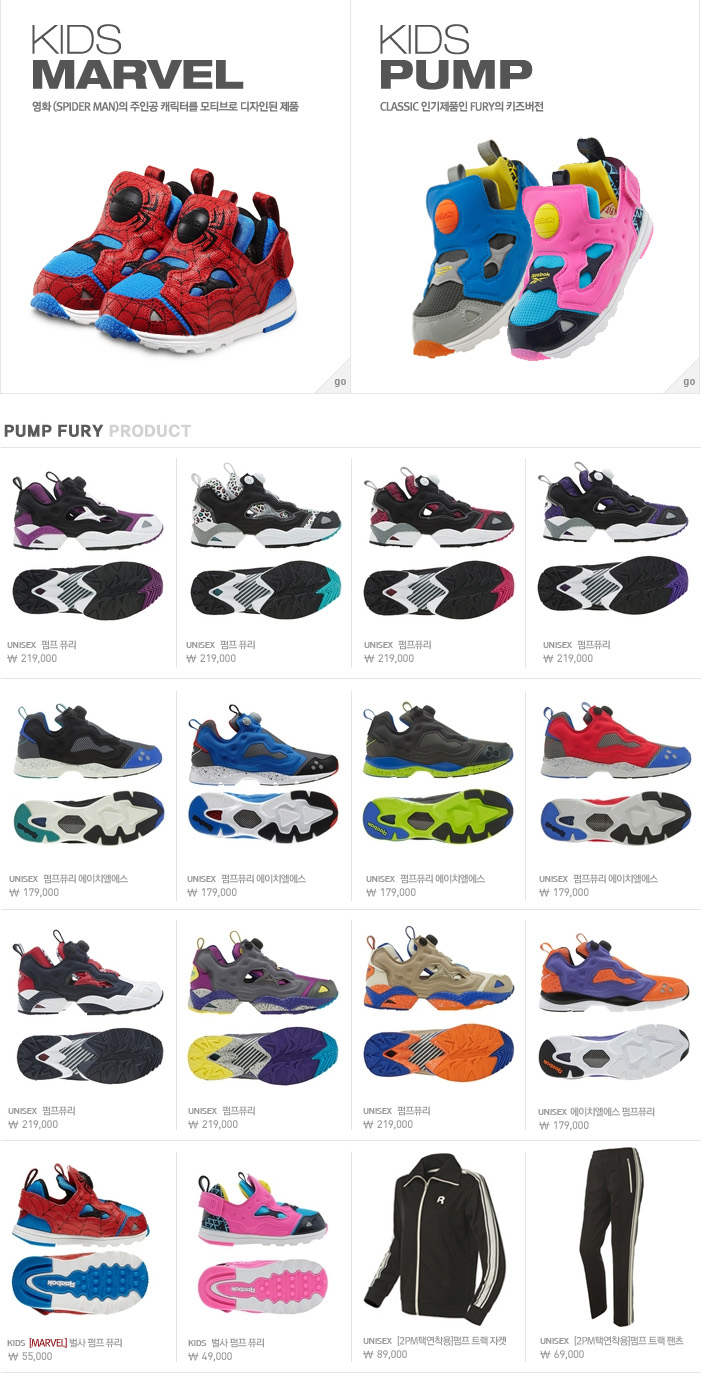 KIDS
MARVEL
영화 (SPIDER MAN)의 주인공 캐릭터를 모티브로 디자인된 제품
go
KIDS
PUMP
CLASSIC 인기제품인 FURY의 키즈버전
go
PUMP FURY PRODUCT
UNISEX 펌프 퓨리
₩ 219,000
UNISEX 펌프 퓨리
₩ 219,000
UNISEX 펌프퓨리
₩ 219,000
UNISEX 펌프퓨리
₩ 219,000
UNISEX 펌프퓨리 에이치엘에스
₩ 179,000
UNISEX 펌프퓨리 에이치엘에스
₩ 179,000
UNISEX 펌프퓨리 에이치엘에스
₩ 179,000
UNISEX 펌프퓨리 에이치엘에스
₩ 179,000
UNISEX 펌프퓨리
₩ 219,000
UNISEX 펌프퓨리
₩ 219,000
UNISEX 펌프퓨리
₩ 219,000
UNISEX 에이치엘에스 펌프퓨리
₩ 179,000
KIDS [MARVEL] 벌사 펌프 퓨리
₩ 55,000
KIDS 벌사 펌프 퓨리
₩ 49,000
UNISEX [2PM택연착용]펌프 트랙 자켓
₩ 89,000
UNISEX [2PM택연착용]펌프 트랙 팬츠
₩ 69,000